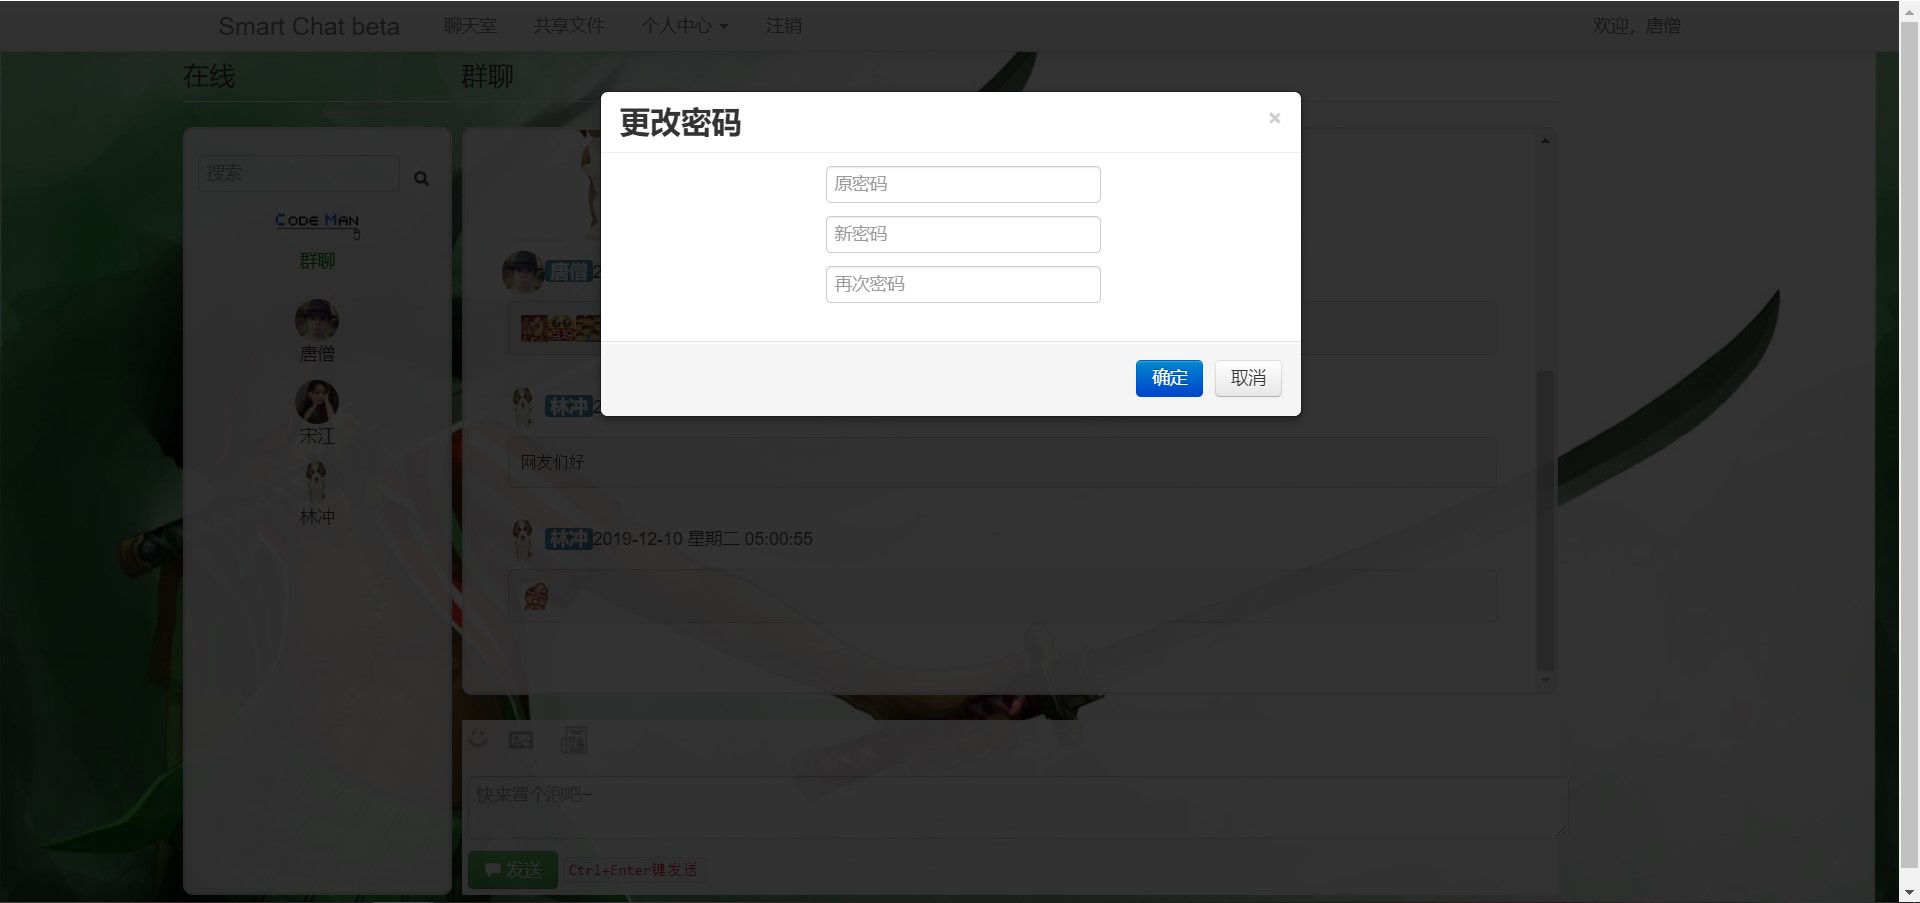 Smart Chat beta 聊天室 共享文件 个人中心 注销 欢迎，唐僧
在线 群聊
更改密码 ×
原密码
新密码
再次密码
确定 取消
搜索
CODE MAN
群聊
唐僧
宋江
林冲
唐僧2
林冲2
网友们好
林冲2019-12-10 星期二 05:00:55
快来冒个泡吧~
发送 Ctrl+Enter键发送